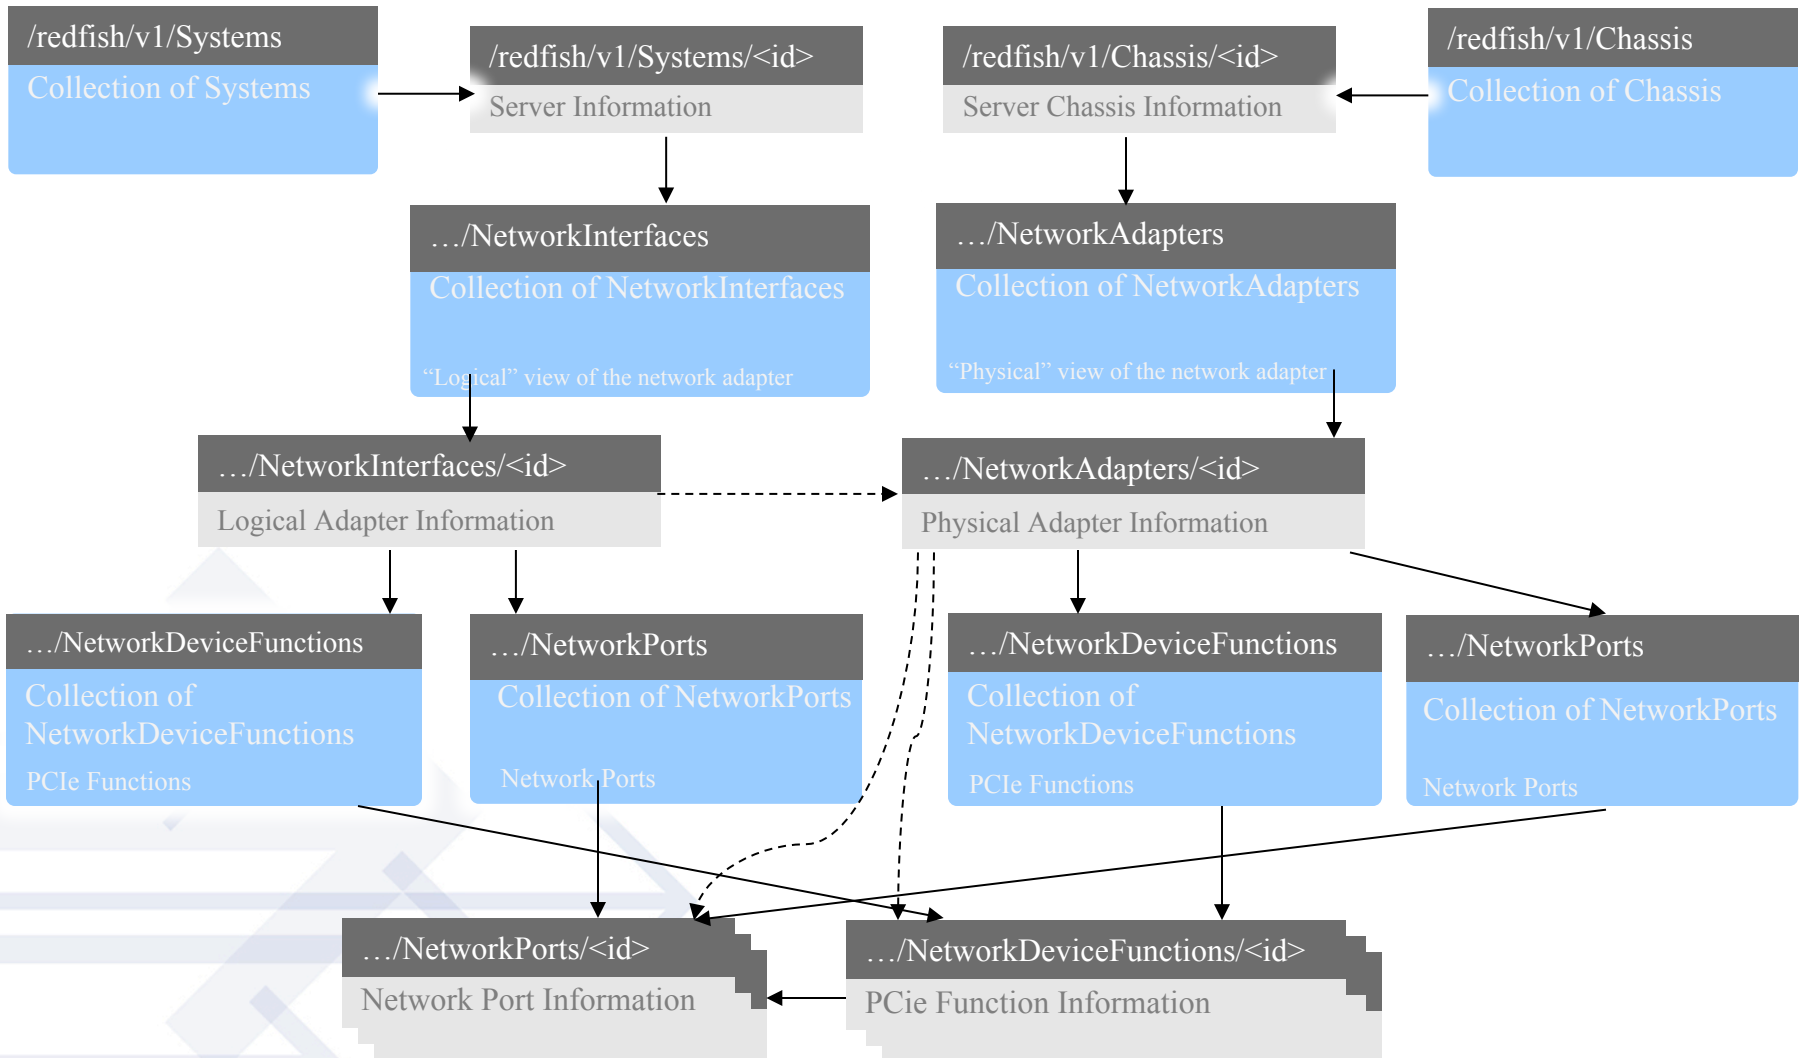 /redfish/v1/Systems
Collection of Systems
/redfish/v1/Systems/<id>
Server Information
/redfish/v1/Chassis/<id>
Server Chassis Information
/redfish/v1/Chassis
Collection of Chassis
…/NetworkInterfaces
Collection of NetworkInterfaces
“Logical” view of the network adapter
…/NetworkAdapters
Collection of NetworkAdapters
“Physical” view of the network adapter
…/NetworkInterfaces/<id>
Logical Adapter Information
…/NetworkAdapters/<id>
Physical Adapter Information
…/NetworkDeviceFunctions
Collection of
NetworkDeviceFunctions
PCIe Functions
…/NetworkPorts
Collection of NetworkPorts
Network Ports
…/NetworkDeviceFunctions
Collection of
NetworkDeviceFunctions
PCIe Functions
…/NetworkPorts
Collection of NetworkPorts
Network Ports
…/NetworkPorts/<id>
Network Port Information
…/NetworkDeviceFunctions/<id>
PCie Function Information